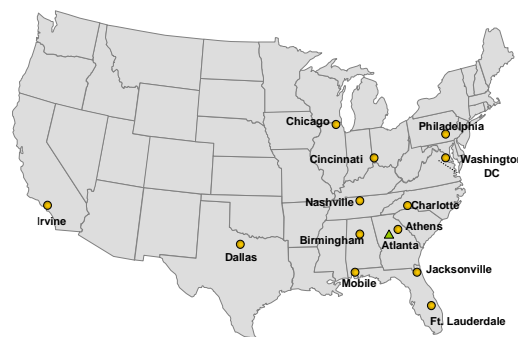 Chicago
Philadelphia
Cincinnati
Washington
DC
Nashville
Charlotte
Irvine
Athens
Birmingham
Atlanta
Dallas
Jacksonville
Mobile
Ft. Lauderdale